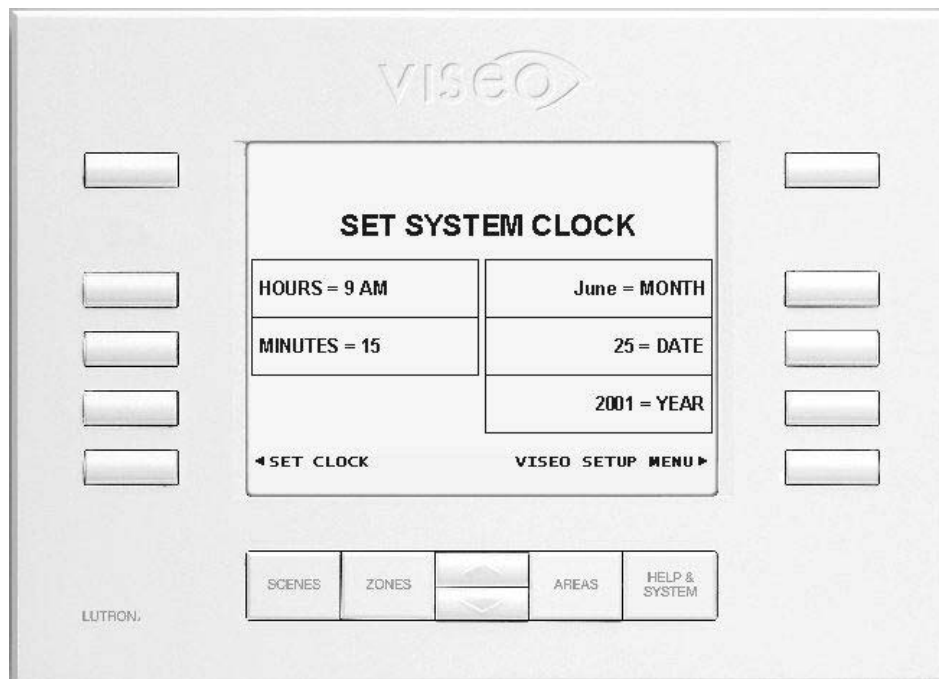 viseo
SET SYSTEM CLOCK
HOURS = 9 AM
June = MONTH
MINUTES = 15
25 = DATE
2001 = YEAR
◄SET CLOCK
VISEO SETUP MENU►
SCENES
ZONES
AREAS
HELP &
SYSTEM
LUTRON